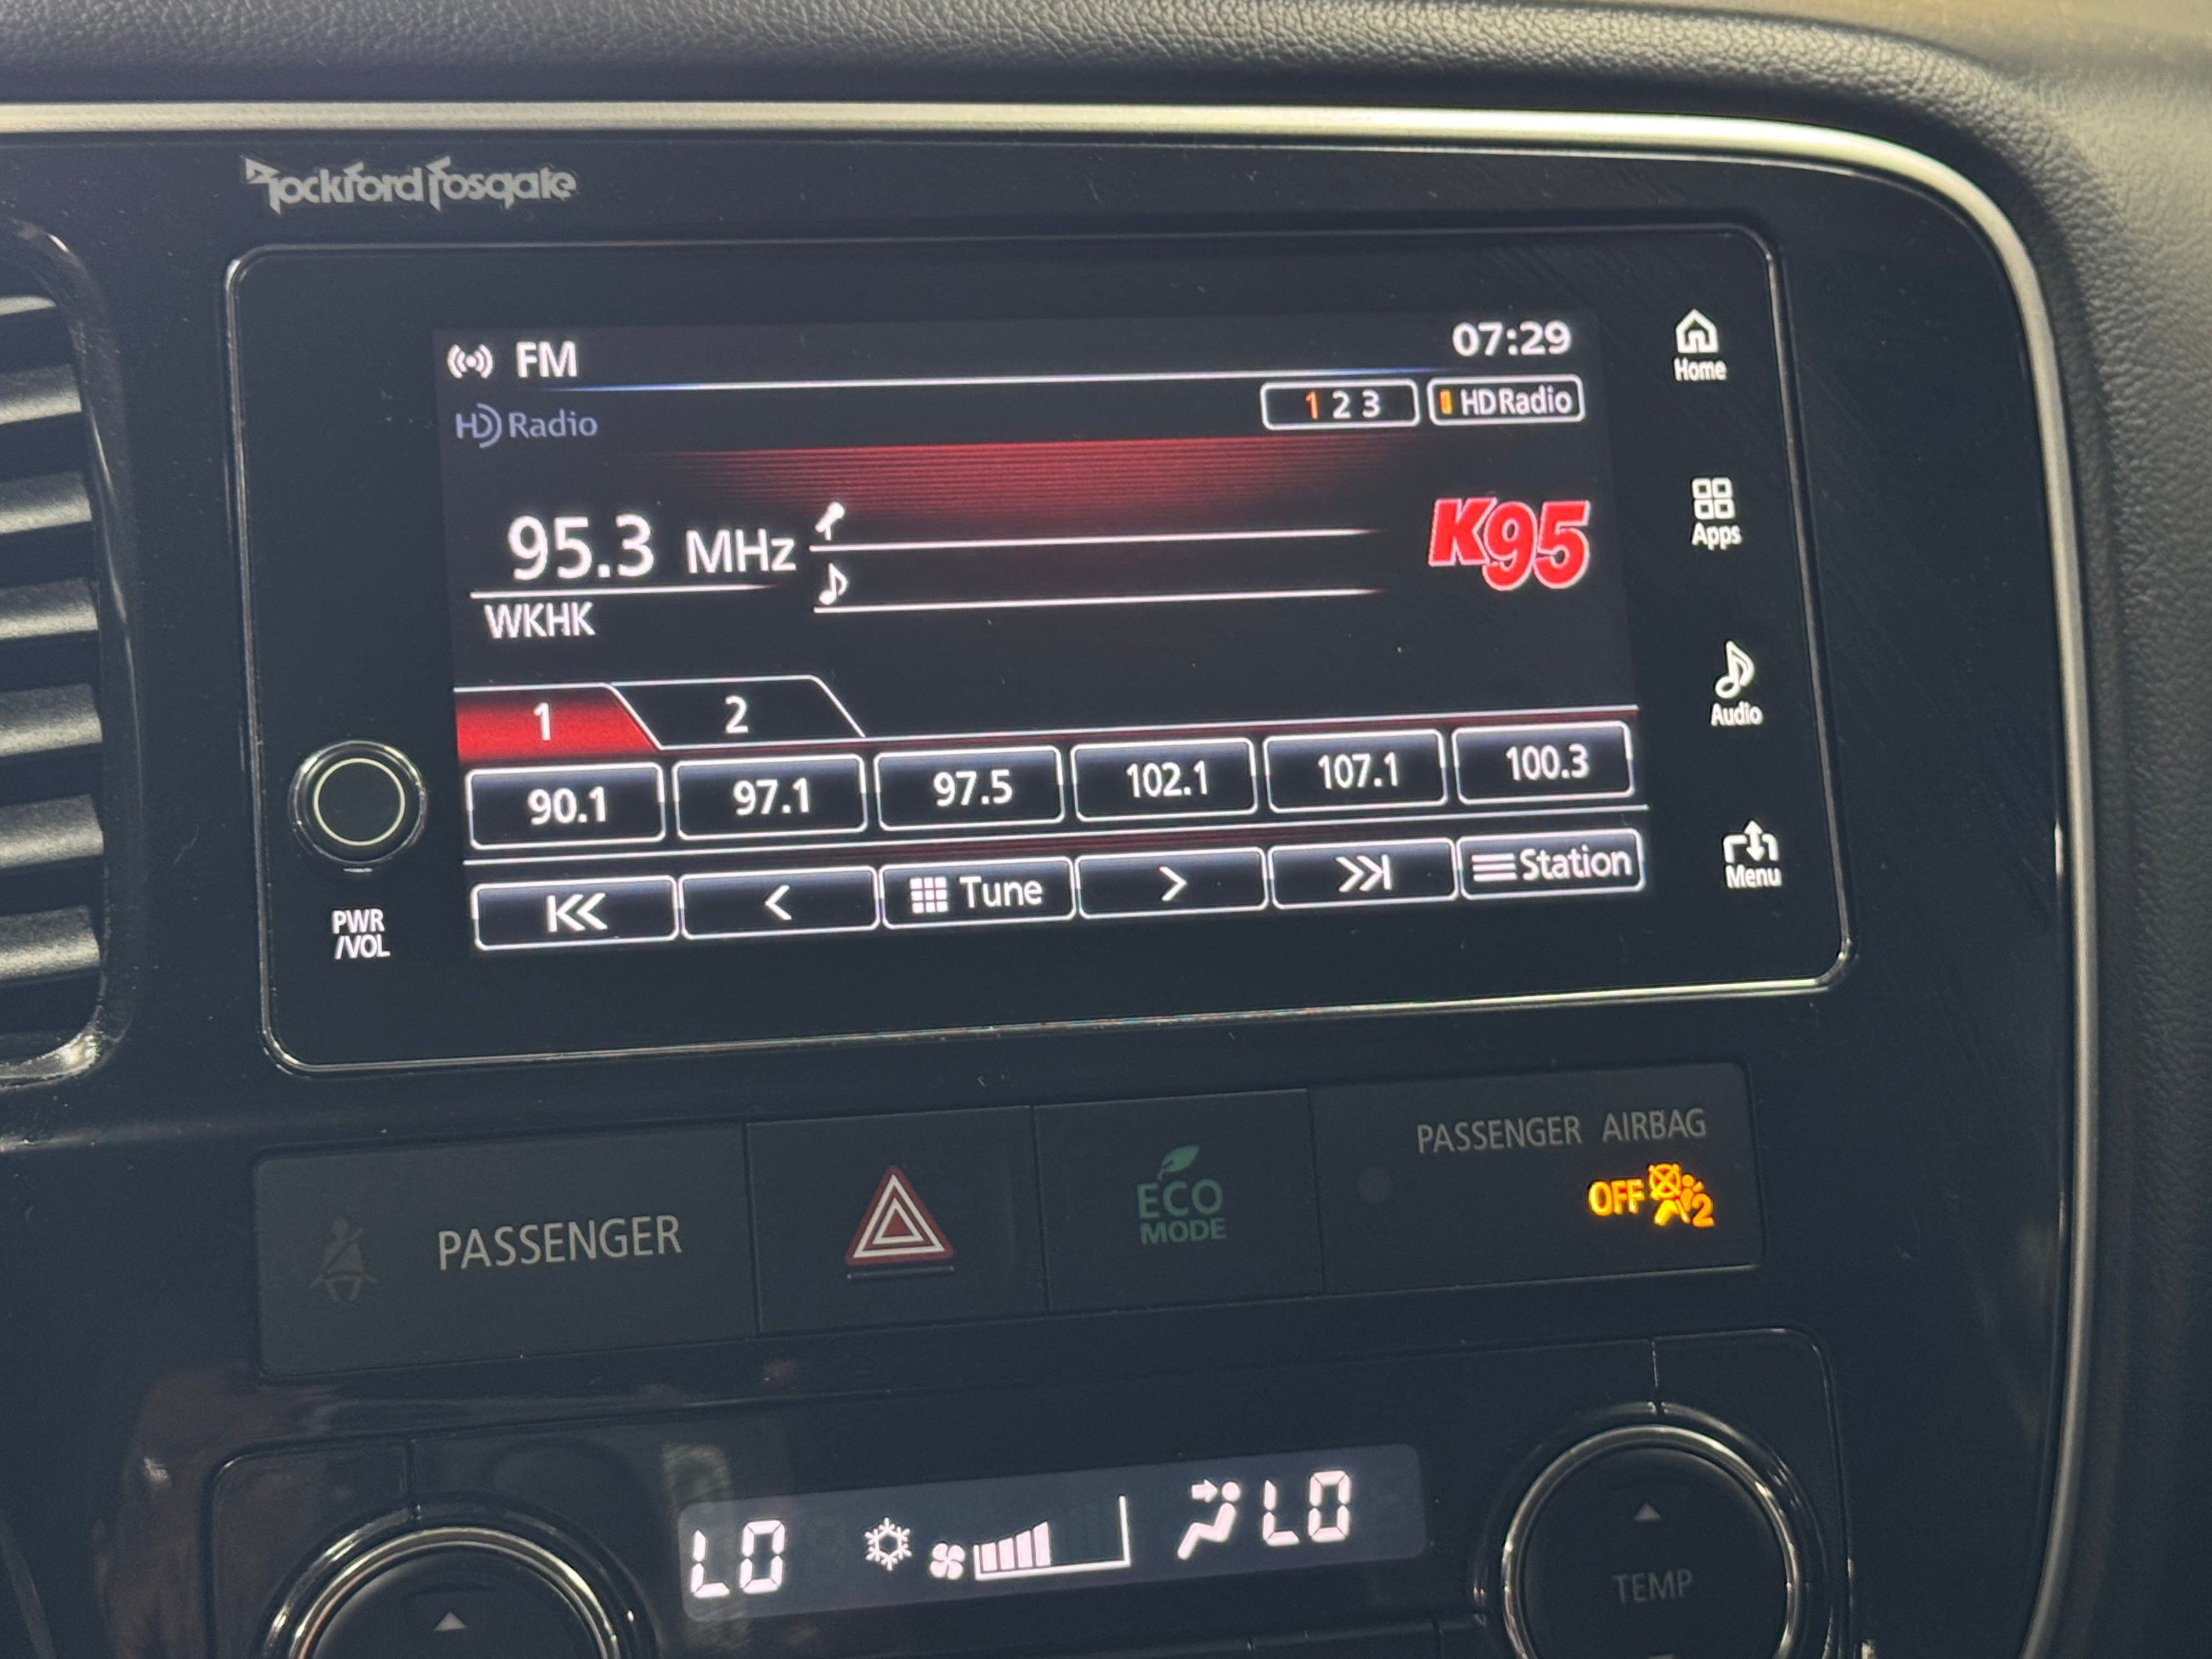 Rockford Fosgate
FM
07:29
HD Radio
1 2 3
HD Radio
Home
95.3 MHz
K95
Apps
WKHK
1
2
Audio
90.1
97.1
97.5
102.1
107.1
100.3
Tune
Station
Menu
PWR
/VOL
PASSENGER
ECO
MODE
PASSENGER AIRBAG
OFF
2
LO
LO
TEMP